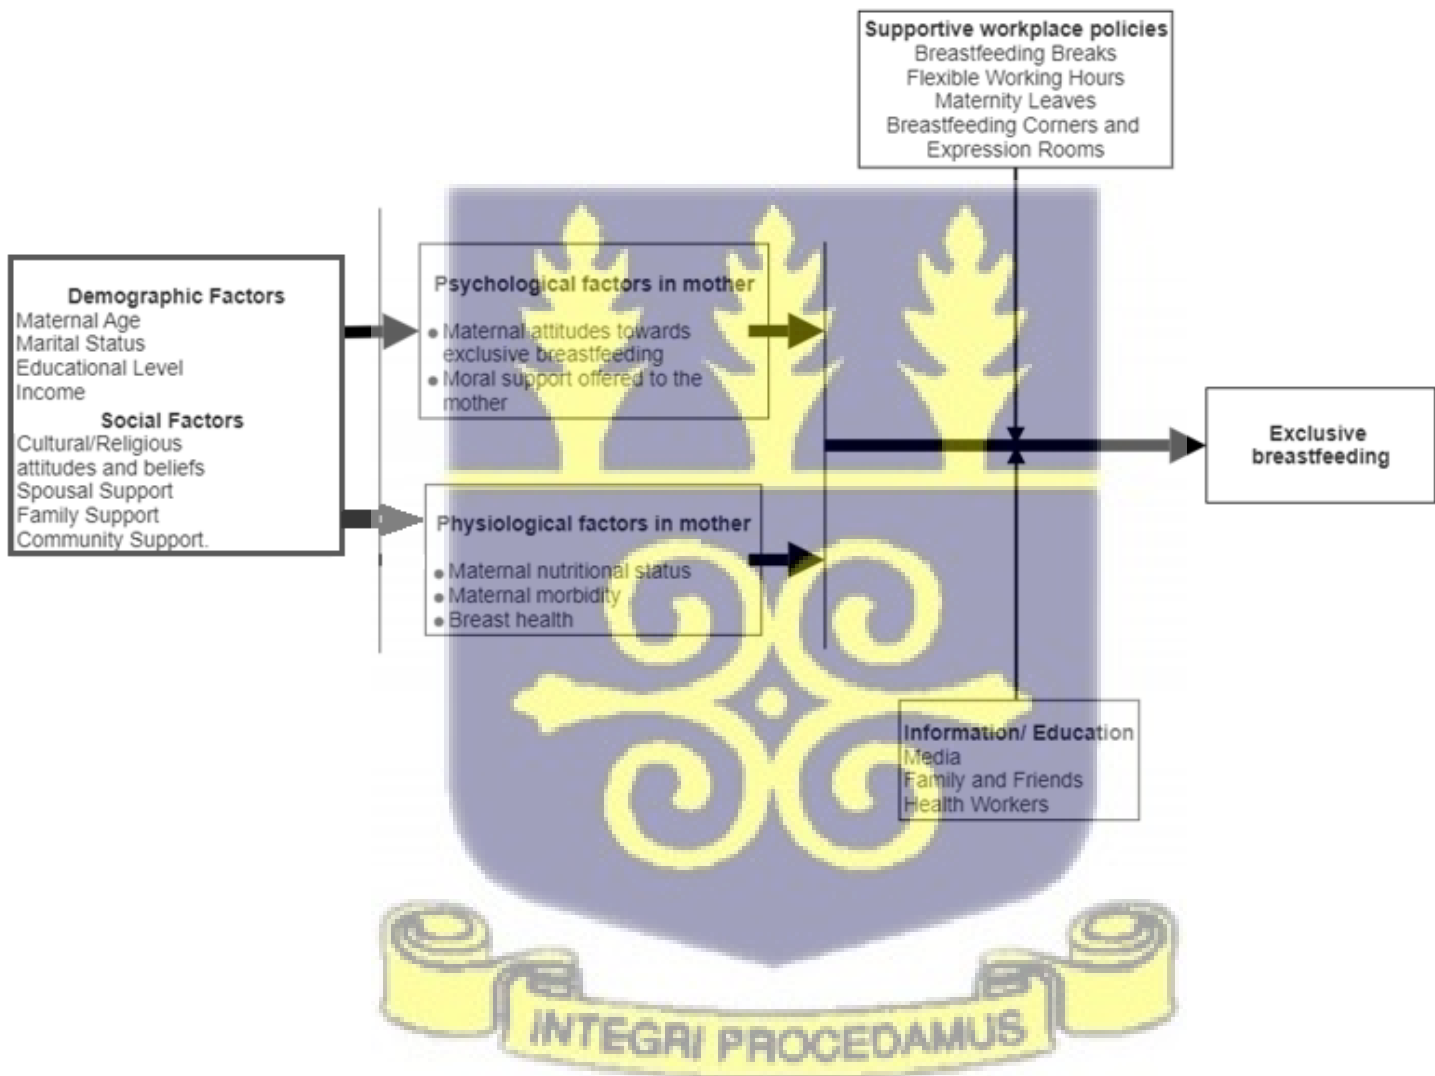 Supportive workplace policies
Breastfeeding Breaks
Flexible Working Hours
Maternity Leaves
Breastfeeding Corners and
Expression Rooms
Demographic Factors
Maternal Age
Marital Status
Educational Level
Income
Social Factors
Cultural/Religious
attitudes and beliefs
Spousal Support
Family Support
Community Support.
Psychological factors in mother
• Maternal attitudes towards
exclusive breastfeeding
• Moral support offered to the
mother
Physiological factors in mother
• Maternal nutritional status
• Maternal morbidity
• Breast health
Exclusive
breastfeeding
Information/ Education
Media
Family and Friends
Health Workers
INTEGRI PROCEDAMUS